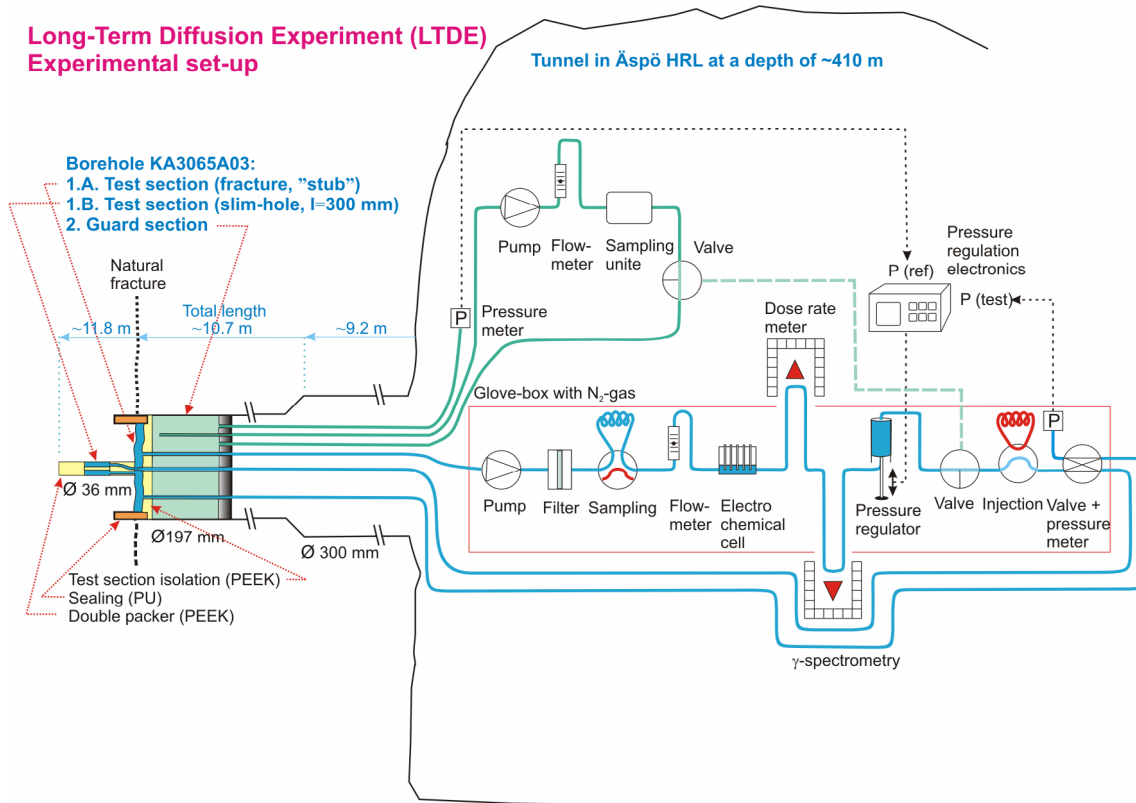 Long-Term Diffusion Experiment (LTDE)
Experimental set-up
Tunnel in Äspö HRL at a depth of ~410 m
Borehole KA3065A03:
1.A. Test section (fracture, ”stub”)
1.B. Test section (slim-hole, l=300 mm)
2. Guard section
Natural
fracture
Total length
~11.8 m
~10.7 m
~9.2 m
Pump
Flow-
meter
Sampling
unite
Valve
P
Pressure
meter
Pressure
regulation
electronics
P (ref)
P (test)
Dose rate
meter
Glove-box with N₂-gas
P
Pump
Filter
Sampling
Flow-
meter
Electro
chemical
cell
Pressure
regulator
Valve
Injection
Valve +
pressure
meter
Ø 36 mm
Ø197 mm
Ø 300 mm
Test section isolation (PEEK)
Sealing (PU)
Double packer (PEEK)
γ-spectrometry